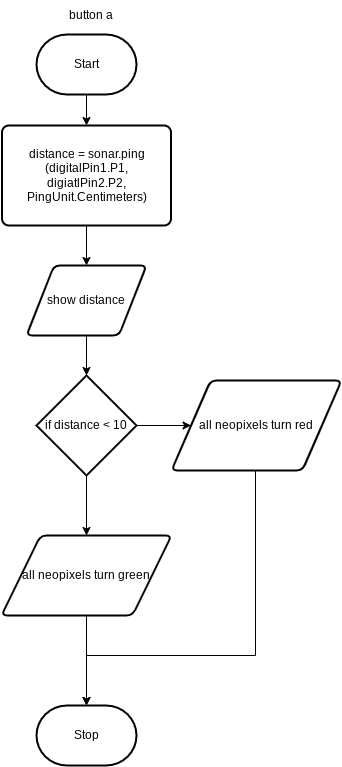 button a
Start
distance = sonar.ping
(digitalPin1.P1,
digiatlPin2.P2,
PingUnit.Centimeters)
show distance
if distance < 10
all neopixels turn red
all neopixels turn green
Stop